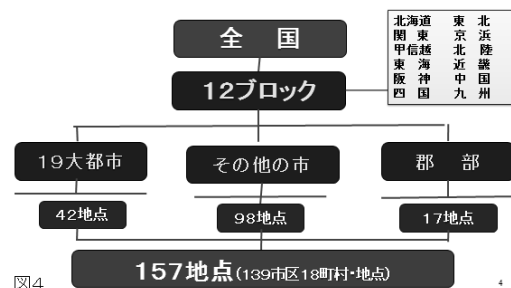 全 国
12ブロック
北海道 東 北
関 東 京 浜
甲信越 北 陸
東 海 近 畿
阪 神 中 国
四 国 九 州
19大都市
その他の市
郡 部
42地点
98地点
17地点
157地点(139市区18町村・地点)
図4
4